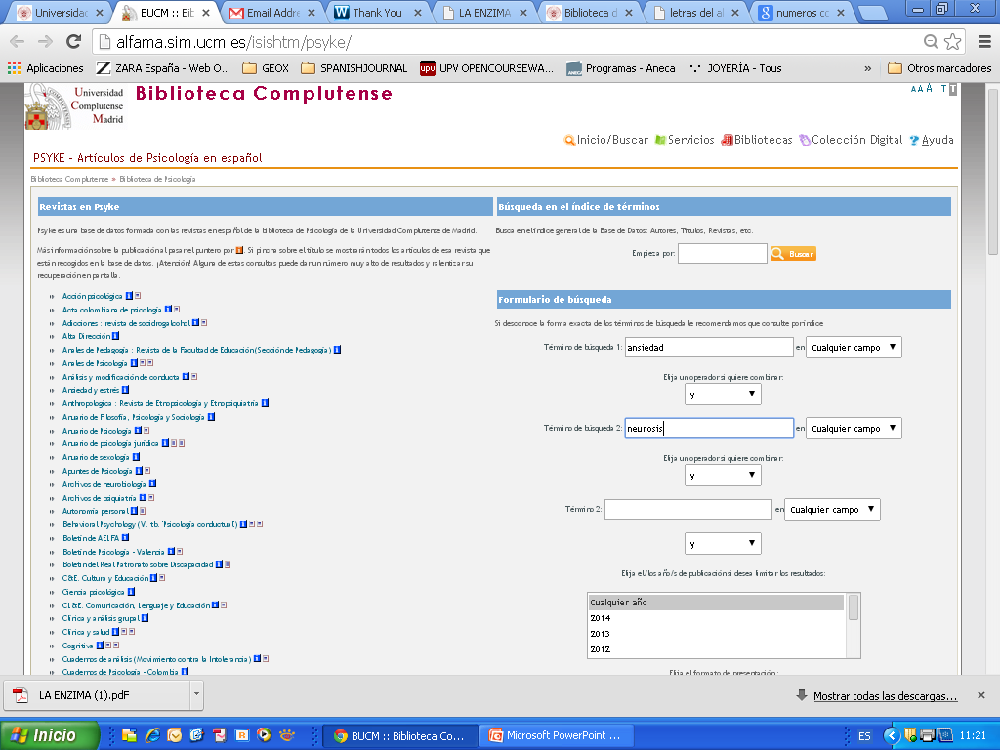 Universidad
BUCM :: Bib
Email Addre
Thank You
LA ENZIMA
Biblioteca d
letras del al
numeros co
alfama.sim.ucm.es/isishtm/psyke/
Aplicaciones
ZARA España - Web O...
GEOX
SPANISHJOURNAL
upv UPV OPENCOURSEWA...
ANECA Programas - Aneca
JOYERÍA - Tous
»
Otros marcadores
Universidad
Complutense
Madrid
Biblioteca Complutense
A A A T T
Inicio/Buscar Servicios Bibliotecas Colección Digital ? Ayuda
PSYKE - Artículos de Psicología en español
Biblioteca Complutense » Biblioteca de Psicología
Revistas en Psyke
Psyke es una base de datos formada con las revistas en español de la biblioteca de Psicología de la Universidad Complutense de Madrid.
Más información sobre la publicación al pasar el puntero por i. Si pincha sobre el título se mostrarán todos los artículos de esa revista que
están recogidos en la base de datos. ¡Atención! Alguna de estas consultas puede dar un número muy alto de resultados y ralentizar su
recuperación en pantalla.
Acción psicológica
Acta colombiana de psicología
Adicciones : revista de socidrogalcohol
Alta Dirección
Anales de Pedagogía : Revista de la Facultad de Educación(Sección de Pedagogía)
Anales de Psicología
Análisis y modificación de conducta
Ansiedad y estrés
Anthropologica : Revista de Etnopsicología y Etnopsiquiatría
Anuario de Filosofía, Psicología y Sociología
Anuario de Psicología
Anuario de psicología jurídica
Anuario de sexología
Apuntes de Psicología
Archivos de neurobiología
Archivos de psiquiatría
Autonomía personal
Behavioral Psychology (V. tb. 'Psicología conductual')
Boletín de AELFA
Boletín de Psicología - Valencia
Boletín del Real Patronato sobre Discapacidad
C&E. Cultura y Educación
Ciencia psicológica
CL&E. Comunicación, Lenguaje y Educación
Clínica y análisis grupal
Clínica y salud
Cognitiva
Cuadernos de análisis (Movimiento contra la Intolerancia)
Cuadernos de Psicología - Colombia
Búsqueda en el índice de términos
Busca en el índice general de la Base de Datos: Autores, Títulos, Revistas, etc.
Empieza por: Buscar
Formulario de búsqueda
Si desconoce la forma exacta de los términos de búsqueda le recomendamos que consulte por índice
Término de búsqueda 1: ansiedad en Cualquier campo
Elija un operador si quiere combinar:
y
Término de búsqueda 2: neurosis en Cualquier campo
Elija un operador si quiere combinar:
y
Término 2: en Cualquier campo
y
Elija el/los año/s de publicación si desea limitar los resultados:
Cualquier año
2014
2013
2012
Elija el formato de presentación:
LA ENZIMA (1).pdF
Mostrar todas las descargas...
Inicio
BUCM :: Biblioteca Co...
Microsoft PowerPoint ...
ES
11:21